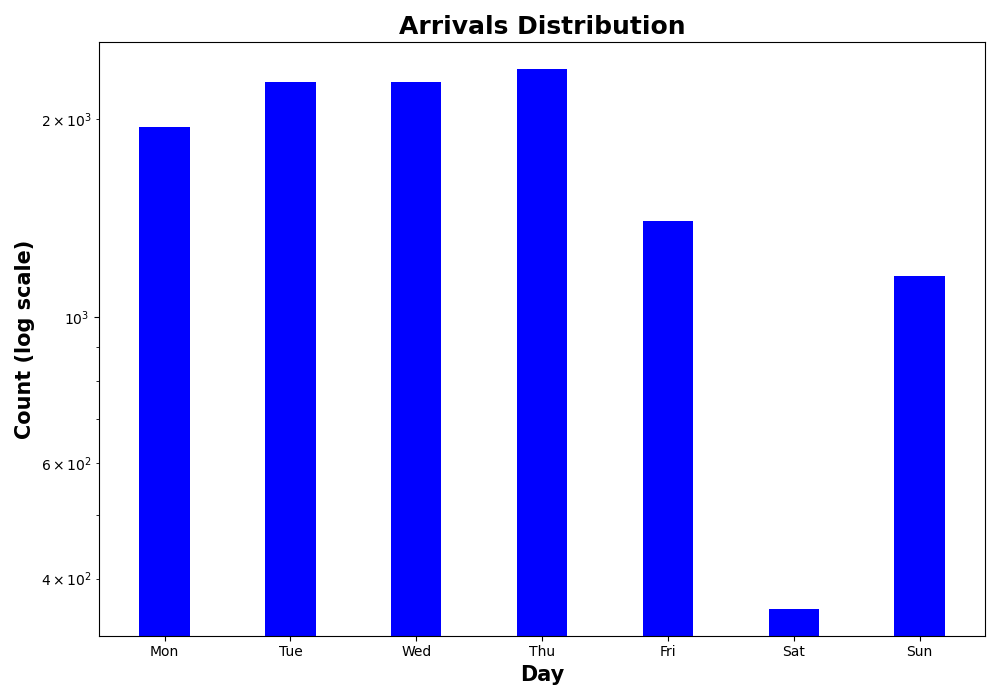 Arrivals Distribution
Count (log scale)
2 × 10³
10³
6 × 10²
4 × 10²
Mon Tue Wed Thu Fri Sat Sun
Day